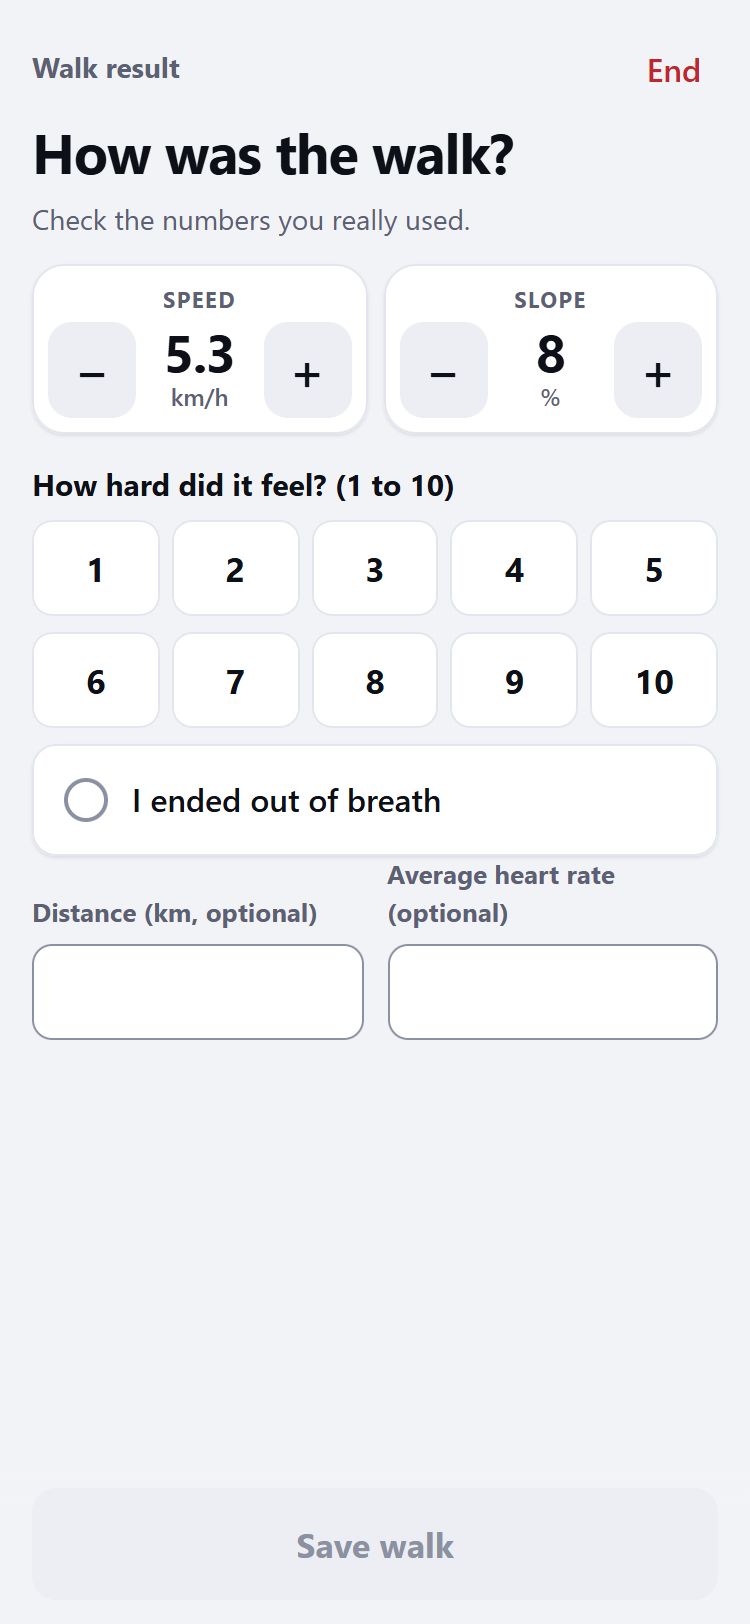 Walk result
End
How was the walk?
Check the numbers you really used.
SPEED
− 5.3 +
km/h
SLOPE
− 8 +
%
How hard did it feel? (1 to 10)
1 2 3 4 5
6 7 8 9 10
I ended out of breath
Distance (km, optional)
Average heart rate
(optional)
Save walk